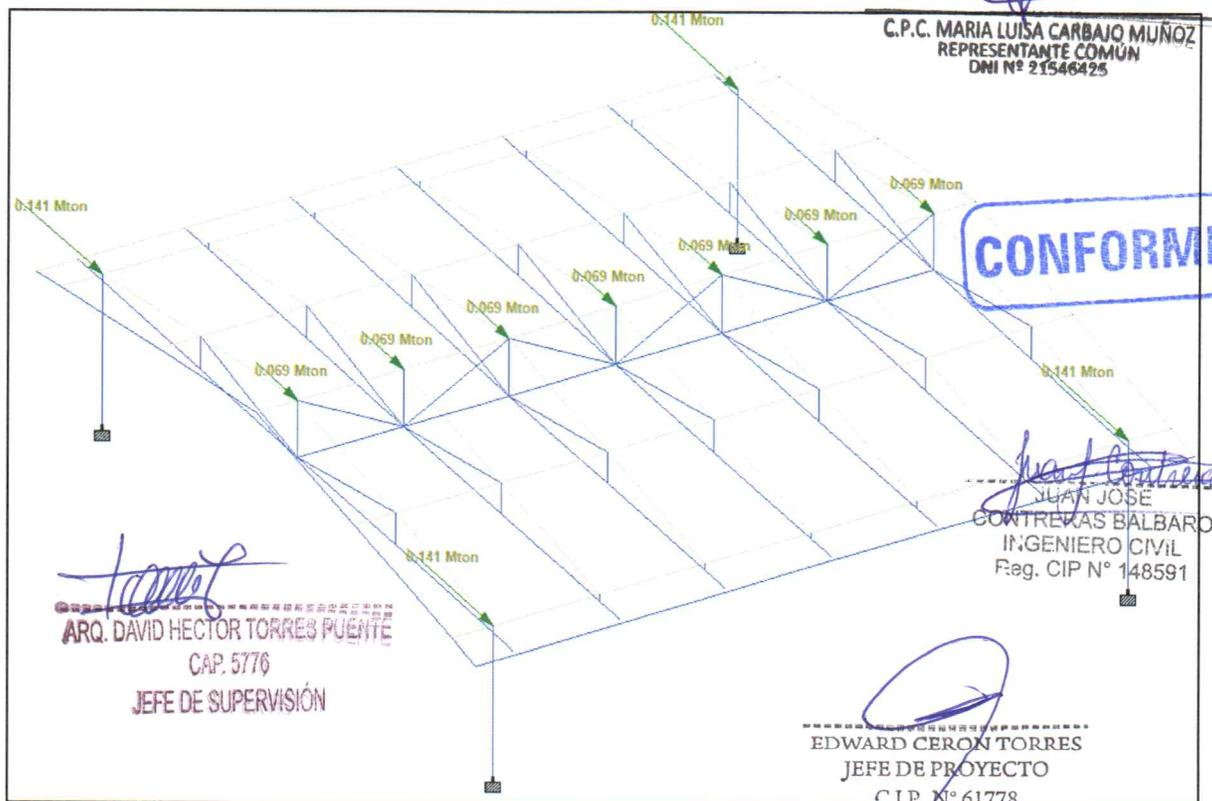 0.141 Mton
C.P.C. MARIA LUISA CARBAJO MUÑOZ
REPRESENTANTE COMÚN
DNI Nº 21546425
0.141 Mton
0.069 Mton
0.069 Mton
0.069 Mton
CONFORM
0.069 Mton
0.069 Mton
0.069 Mton
0.069 Mton
0.141 Mton
0.141 Mton
JUAN JOSE
CONTRERAS BALBARO
INGENIERO CIVIL
Reg. CIP N° 148591
ARQ. DAVID HECTOR TORRES PUENTE
CAP. 5776
JEFE DE SUPERVISIÓN
EDWARD CERON TORRES
JEFE DE PROYECTO
C.I.P. N° 61778